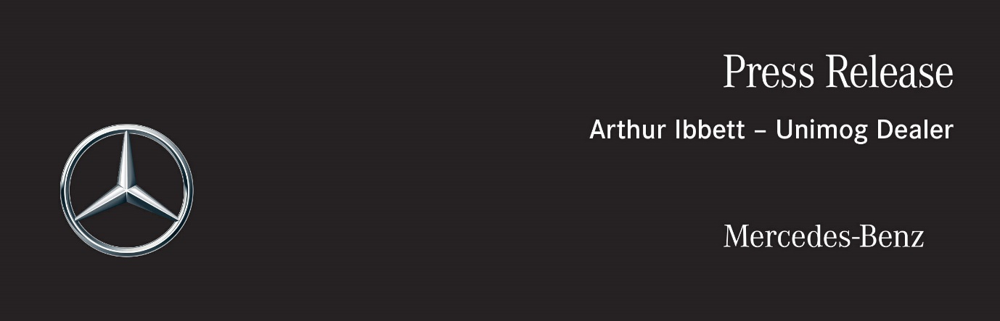 Press Release
Arthur Ibbett – Unimog Dealer
Mercedes-Benz